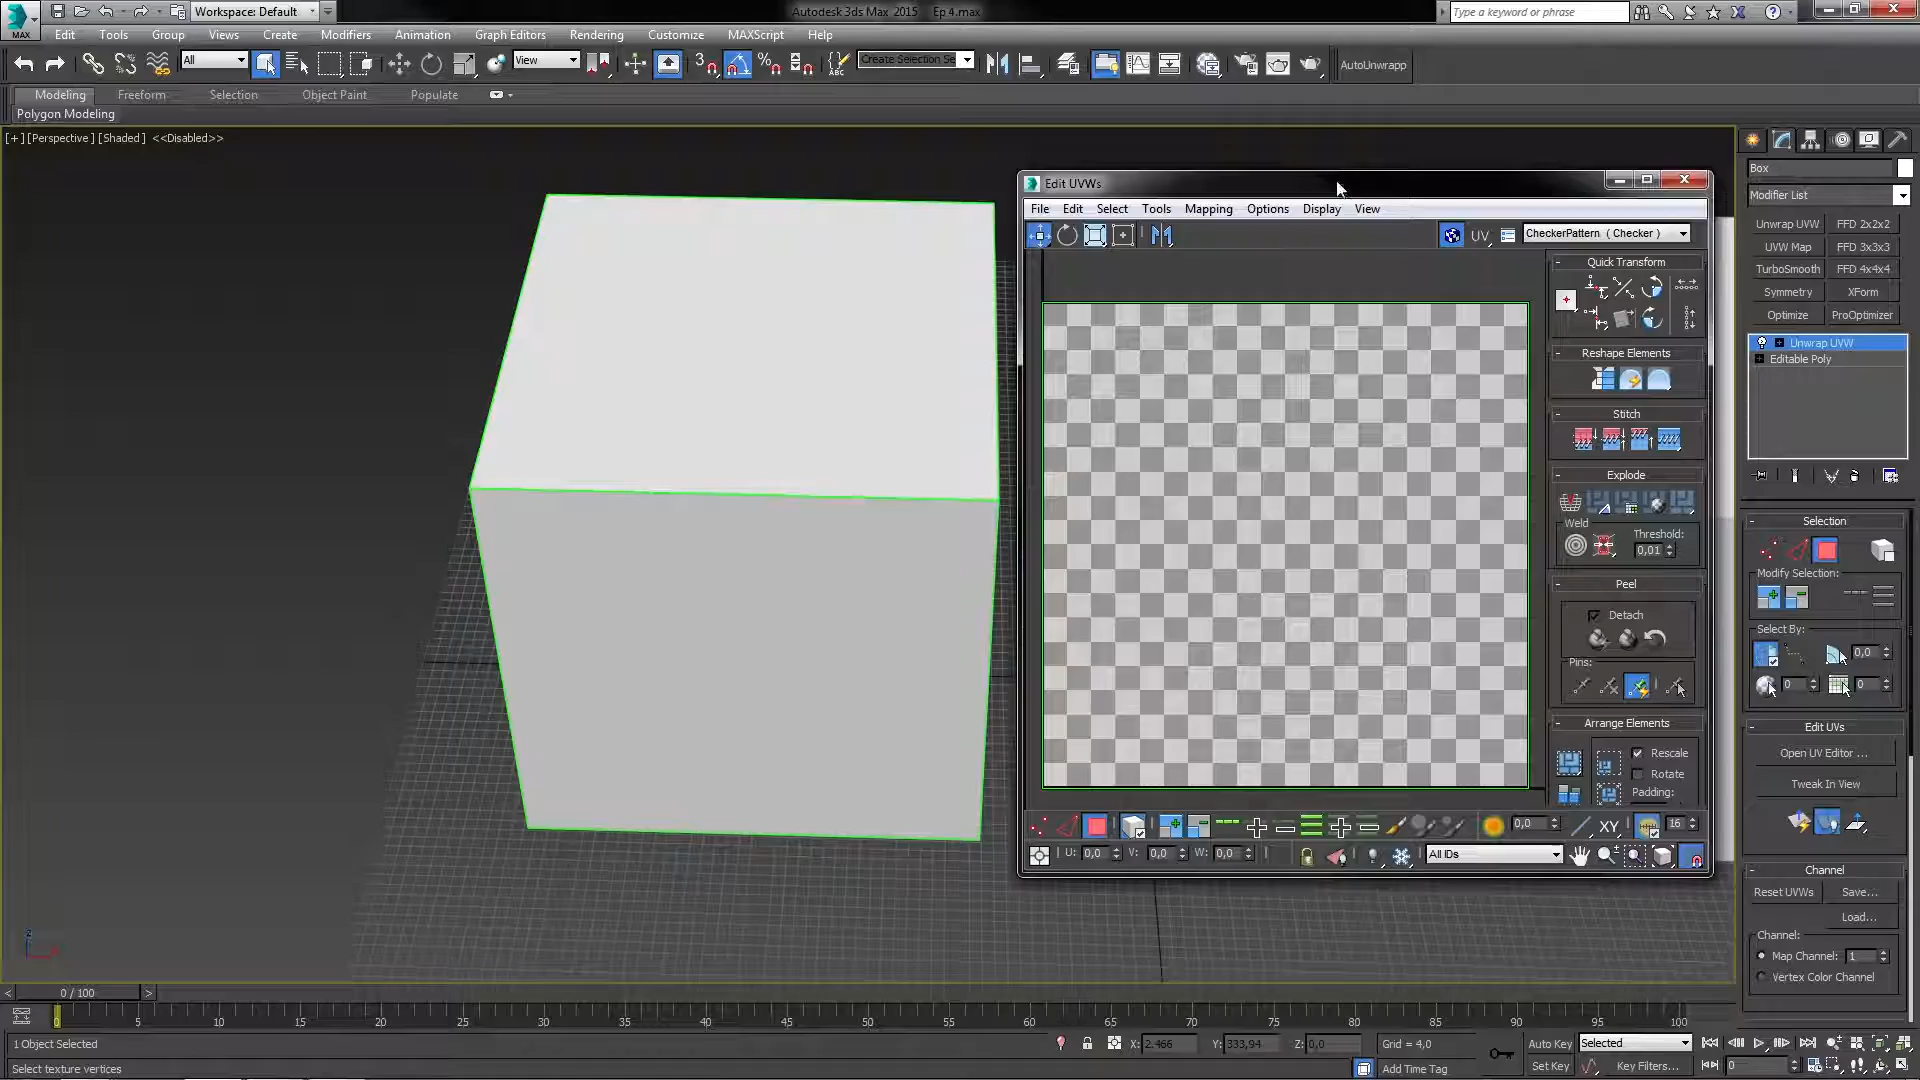 Workspace: Default
Autodesk 3ds Max 2015 Ep 4.max
Type a keyword or phrase
MAX
Edit Tools Group Views Create Modifiers Animation Graph Editors Rendering Customize MAXScript Help
All
View
3
ABC
Create Selection Se
AutoUnwrapp
Modeling Freeform Selection Object Paint Populate
Polygon Modeling
[+] [Perspective] [Shaded] <<Disabled>>
Edit UVWs
File Edit Select Tools Mapping Options Display View
UV
CheckerPattern ( Checker )
Quick Transform
Reshape Elements
Stitch
Explode
Weld
Threshold:
0,01
Peel
Detach
Pins:
Arrange Elements
Rescale
Rotate
Padding:
0,0
XY
16
U: 0,0 V: 0,0 W: 0,0
All IDs
Box
Modifier List
Unwrap UVW FFD 2x2x2
UVW Map FFD 3x3x3
TurboSmooth FFD 4x4x4
Symmetry XForm
Optimize ProOptimizer
Unwrap UVW
Editable Poly
Selection
Modify Selection:
Select By:
0,0
0 0
Edit UVs
Open UV Editor ...
Tweak In View
Channel
Reset UVWs Save...
Load...
Channel:
Map Channel: 1
Vertex Color Channel
0 / 100
0 5 10 15 20 25 30 35 40 45 50 55 60 65 70 75 80 85 90 95 100
1 Object Selected
X: 2.466 Y: 333,94 Z: 0,0 Grid = 4,0
Auto Key Selected
Select texture vertices
Add Time Tag
Set Key Key Filters...
0